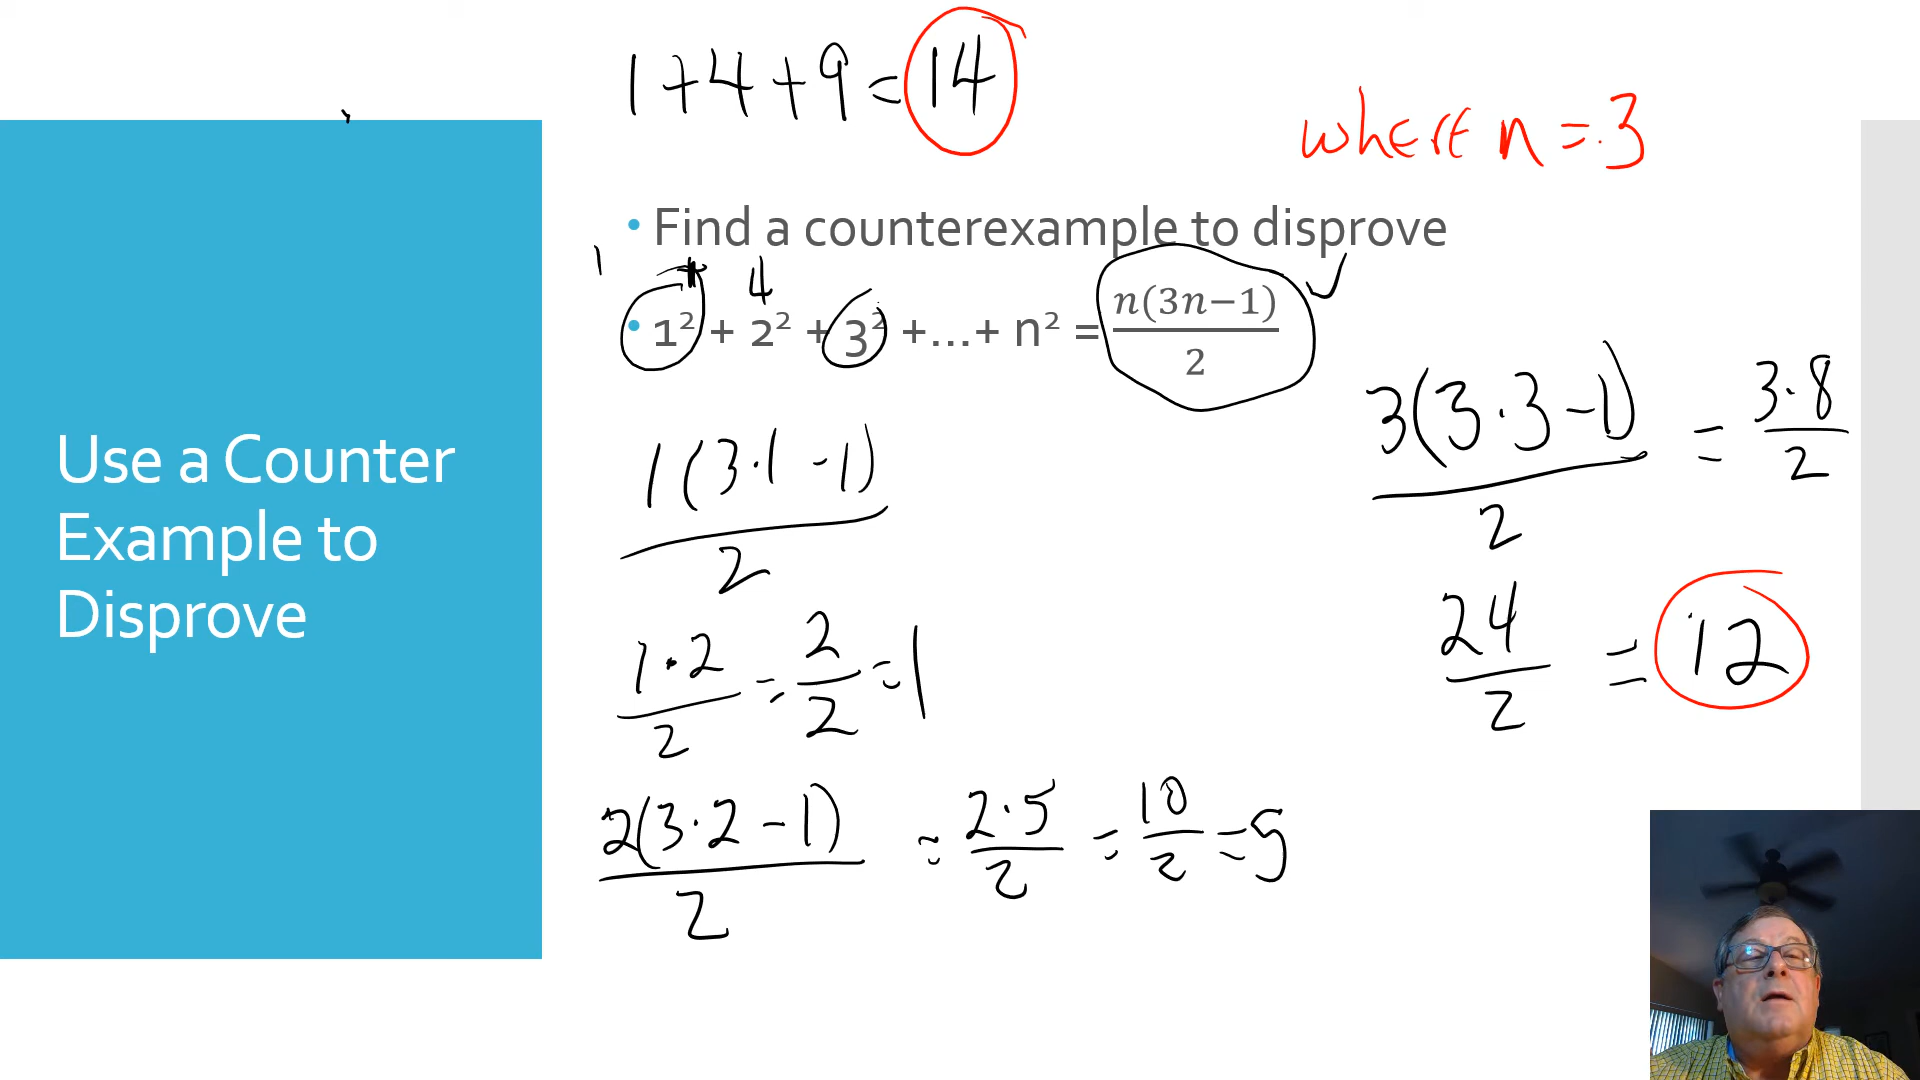 1+4+9=14
where n=3
Use a Counter
Example to
Disprove
• Find a counterexample to disprove
1 4
• 1² + 2² + 3² +...+ n² = n(3n−1)/2 ✓
1(3·1-1)/2
1·2/2 = 2/2 = 1
2(3·2-1)/2 = 2·5/2 = 10/2 = 5
3(3·3-1)/2 = 3·8/2
24/2 = 12